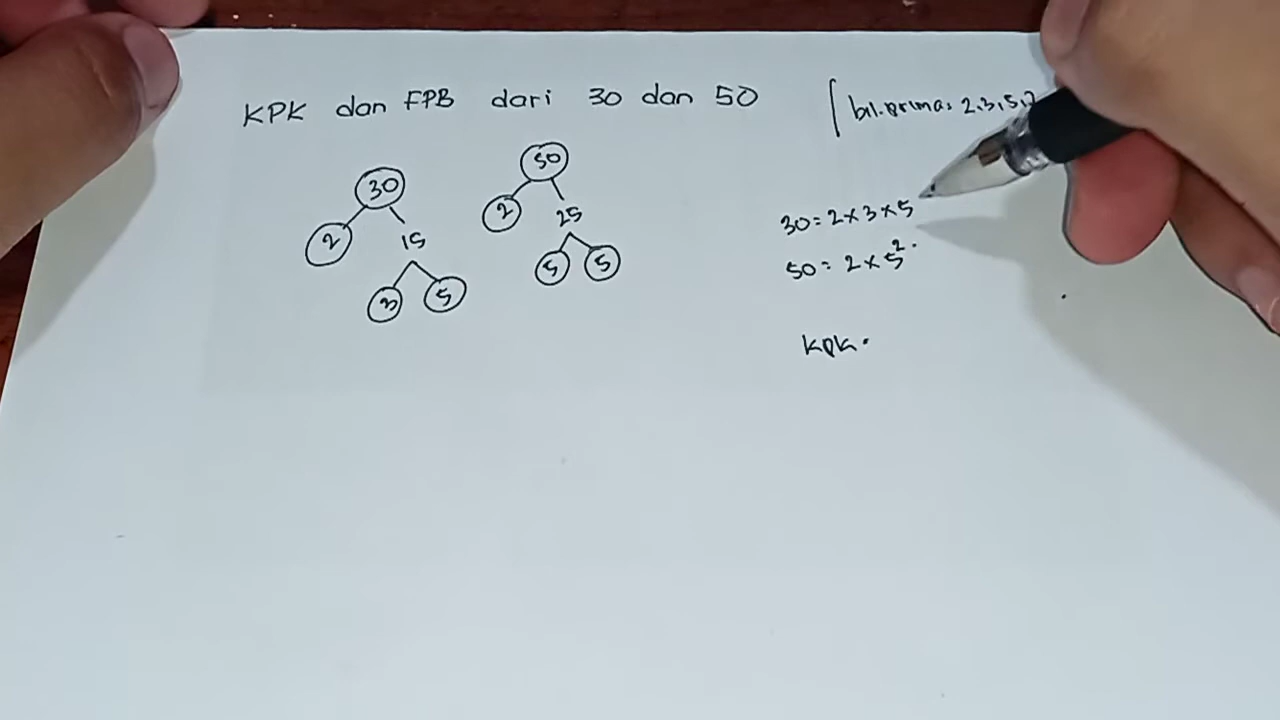 KPK dan FPB dari 30 dan 50
bil.prima: 2,3,5,7
30
2
15
3
5
50
2
25
5
5
30 = 2 x 3 x 5
50 = 2 x 5²
KPK